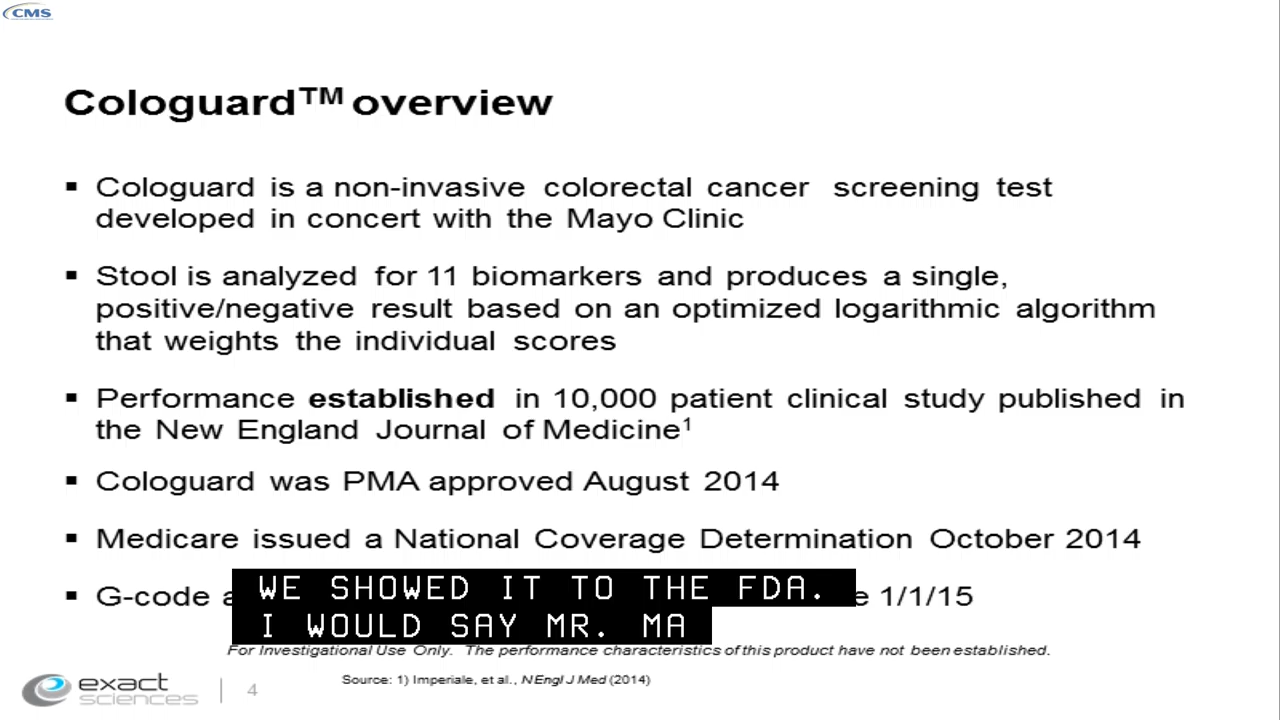 CMS
Cologuard™ overview
▪ Cologuard is a non-invasive colorectal cancer screening test
developed in concert with the Mayo Clinic
▪ Stool is analyzed for 11 biomarkers and produces a single,
positive/negative result based on an optimized logarithmic algorithm
that weights the individual scores
▪ Performance established in 10,000 patient clinical study published in
the New England Journal of Medicine¹
▪ Cologuard was PMA approved August 2014
▪ Medicare issued a National Coverage Determination October 2014
▪ G-code 1/1/15
WE SHOWED IT TO THE FDA.
I WOULD SAY MR. MA
For Investigational Use Only. The performance characteristics of this product have not been established.
Source: 1) Imperiale, et al., N Engl J Med (2014)
exact
sciences
4